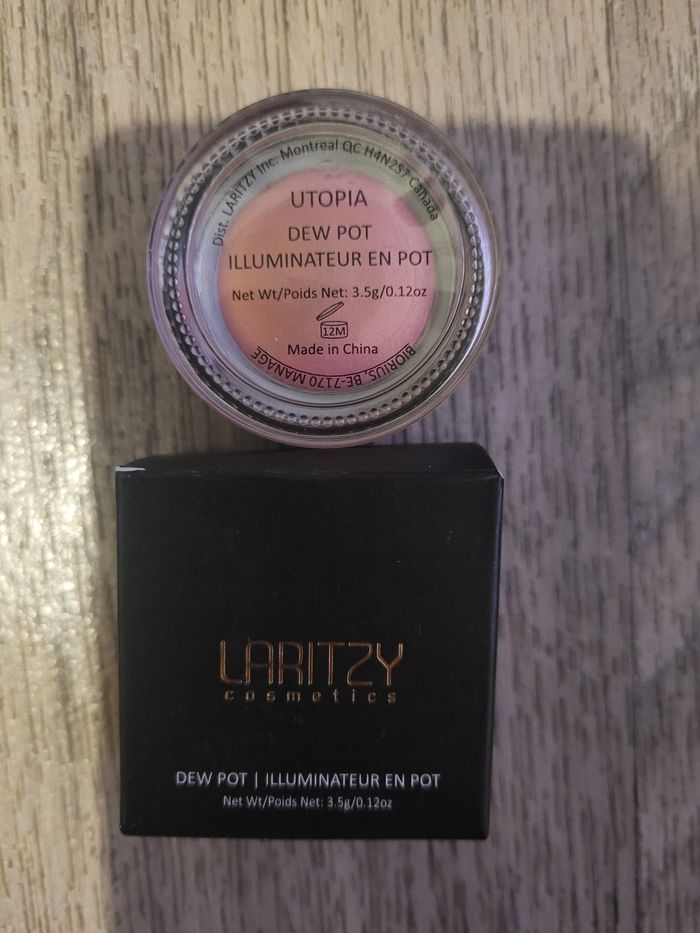 Dist. LARITZY Inc. Montreal QC H4N2S7 Canada
UTOPIA
DEW POT
ILLUMINATEUR EN POT
Net Wt/Poids Net: 3.5g/0.12oz
12M
Made in China
BIORIUS, BE-7170 MANAGE
LARITZY
cosmetics
DEW POT | ILLUMINATEUR EN POT
Net Wt/Poids Net: 3.5g/0.12oz